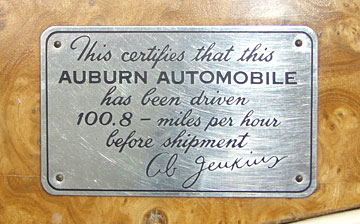 This certifies that this
AUBURN AUTOMOBILE
has been driven
100.8 – miles per hour
before shipment
Ab Jenkins